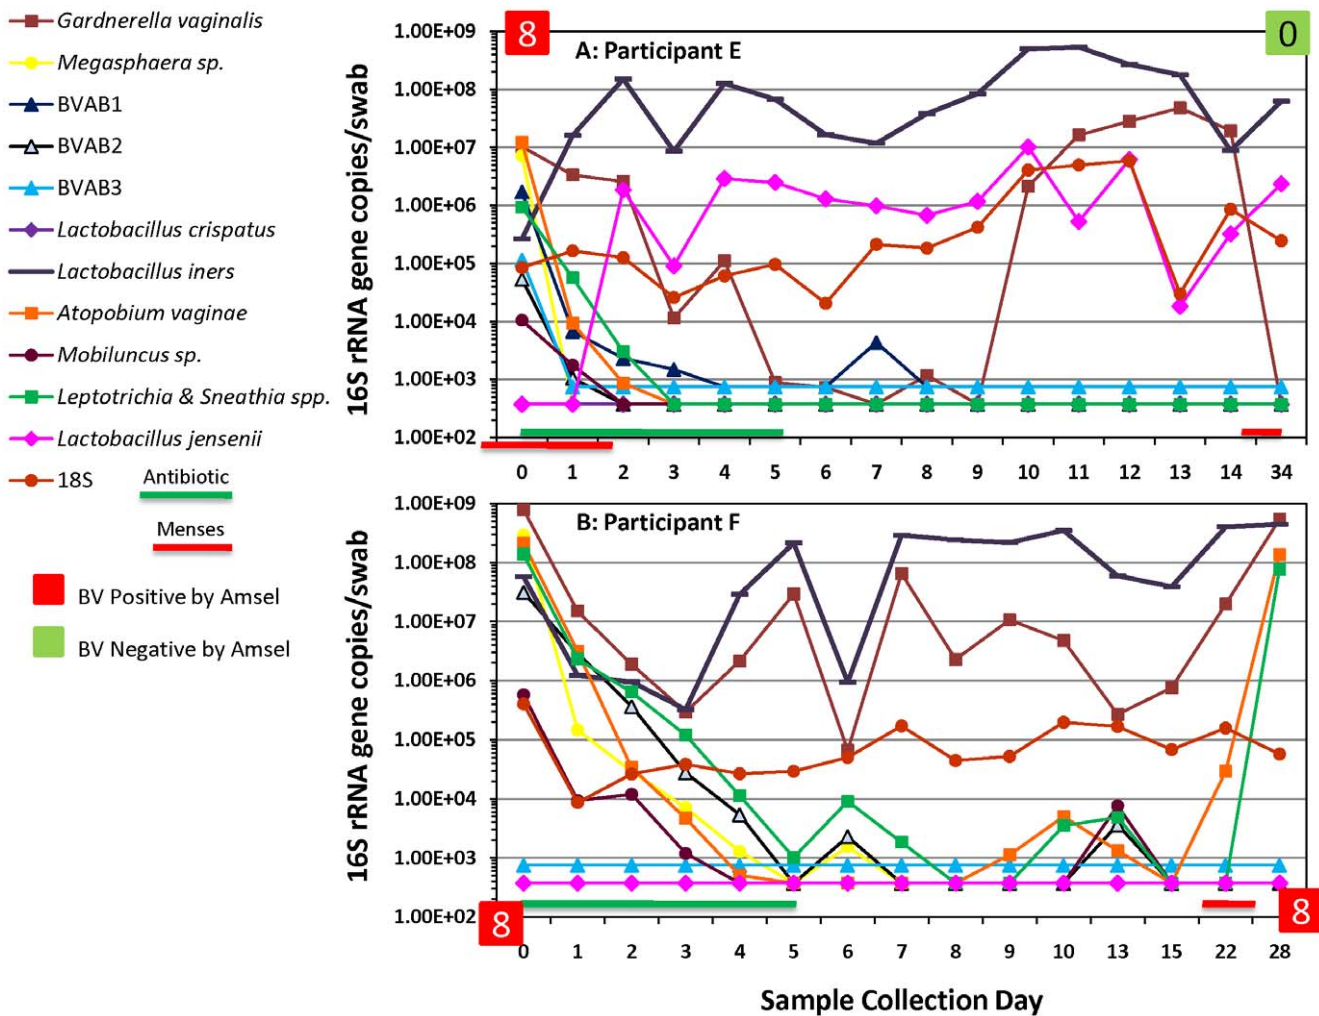 Gardnerella vaginalis
Megasphaera sp.
BVAB1
BVAB2
BVAB3
Lactobacillus crispatus
Lactobacillus iners
Atopobium vaginae
Mobiluncus sp.
Leptotrichia & Sneathia spp.
Lactobacillus jensenii
18S
Antibiotic
Menses
BV Positive by Amsel
BV Negative by Amsel
8
A: Participant E
0
16S rRNA gene copies/swab
1.00E+09
1.00E+08
1.00E+07
1.00E+06
1.00E+05
1.00E+04
1.00E+03
1.00E+02
0 1 2 3 4 5 6 7 8 9 10 11 12 13 14 34
B: Participant F
16S rRNA gene copies/swab
1.00E+09
1.00E+08
1.00E+07
1.00E+06
1.00E+05
1.00E+04
1.00E+03
1.00E+02
8
8
0 1 2 3 4 5 6 7 8 9 10 13 15 22 28
Sample Collection Day